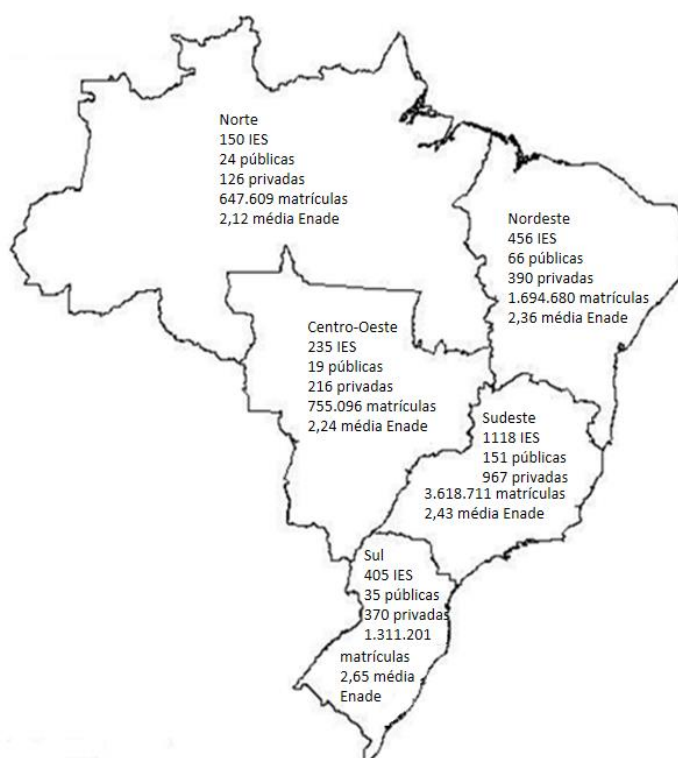 Norte
150 IES
24 públicas
126 privadas
647.609 matrículas
2,12 média Enade
Nordeste
456 IES
66 públicas
390 privadas
1.694.680 matrículas
2,36 média Enade
Centro-Oeste
235 IES
19 públicas
216 privadas
755.096 matrículas
2,24 média Enade
Sudeste
1118 IES
151 públicas
967 privadas
3.618.711 matrículas
2,43 média Enade
Sul
405 IES
35 públicas
370 privadas
1.311.201
matrículas
2,65 média
Enade